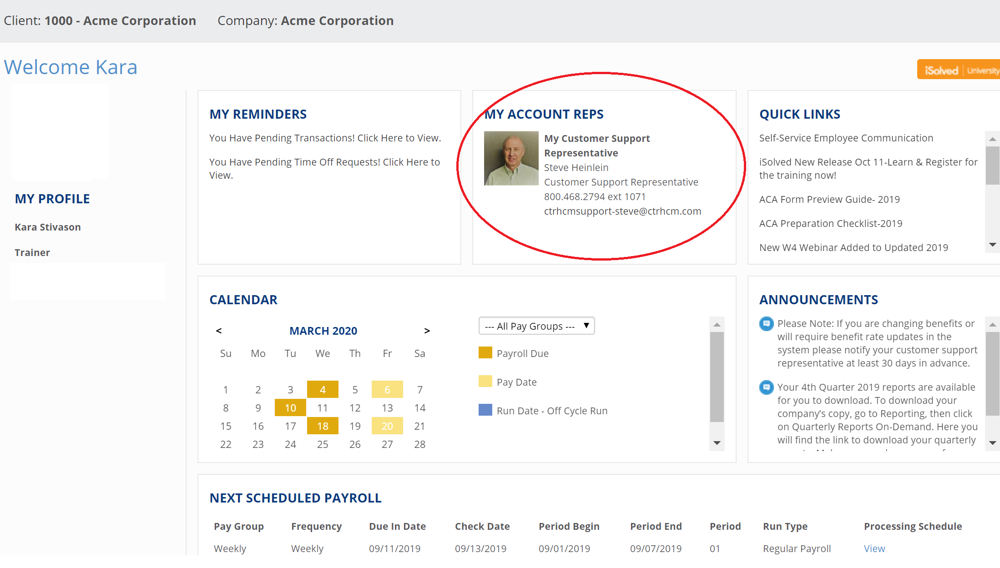 Client: 1000 - Acme Corporation Company: Acme Corporation
Welcome Kara
iSolved | University
MY PROFILE
Kara Stivason
Trainer
MY REMINDERS
You Have Pending Transactions! Click Here to View.
You Have Pending Time Off Requests! Click Here to
View.
MY ACCOUNT REPS
My Customer Support
Representative
Steve Heinlein
Customer Support Representative
800.468.2794 ext 1071
ctrhcmsupport-steve@ctrhcm.com
QUICK LINKS
Self-Service Employee Communication
iSolved New Release Oct 11-Learn & Register for
the training now!
ACA Form Preview Guide- 2019
ACA Preparation Checklist-2019
New W4 Webinar Added to Updated 2019
CALENDAR
< MARCH 2020 >
Su Mo Tu We Th Fr Sa
1 2 3 4 5 6 7
8 9 10 11 12 13 14
15 16 17 18 19 20 21
22 23 24 25 26 27 28
--- All Pay Groups ---
Payroll Due
Pay Date
Run Date - Off Cycle Run
ANNOUNCEMENTS
Please Note: If you are changing benefits or
will require benefit rate updates in the
system please notify your customer support
representative at least 30 days in advance.
Your 4th Quarter 2019 reports are available
for you to download. To download your
company’s copy, go to Reporting, then click
on Quarterly Reports On-Demand. Here you
will find the link to download your quarterly
NEXT SCHEDULED PAYROLL
Pay Group Frequency Due In Date Check Date Period Begin Period End Period Run Type Processing Schedule
Weekly Weekly 09/11/2019 09/13/2019 09/01/2019 09/07/2019 01 Regular Payroll View